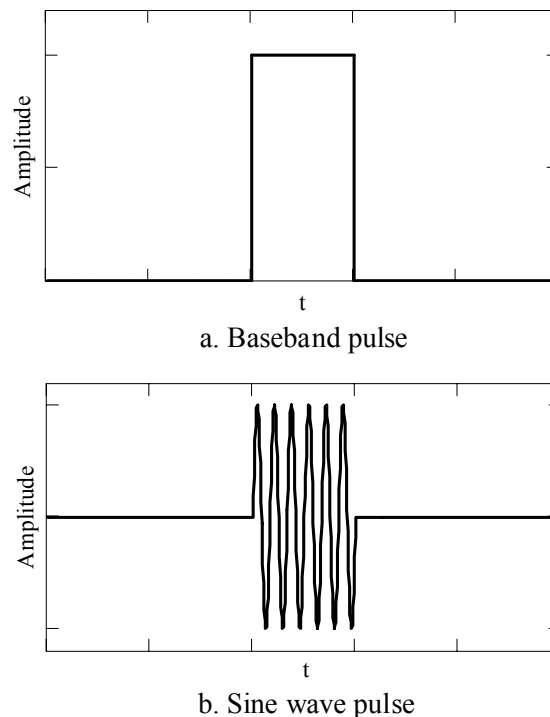 Amplitude
t
a. Baseband pulse
Amplitude
t
b. Sine wave pulse